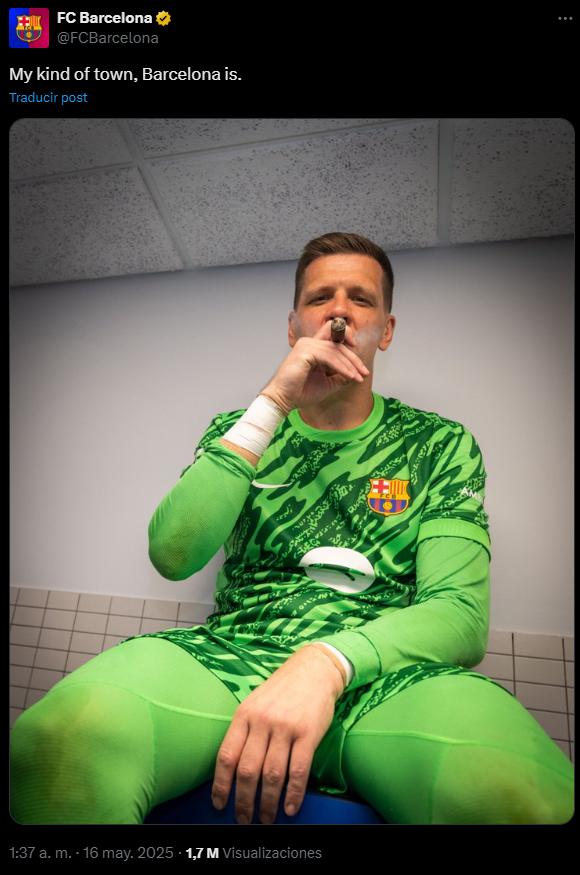 FC Barcelona
@FCBarcelona
My kind of town, Barcelona is.
Traducir post
FCB
1:37 a. m. · 16 may. 2025 · 1,7 M Visualizaciones